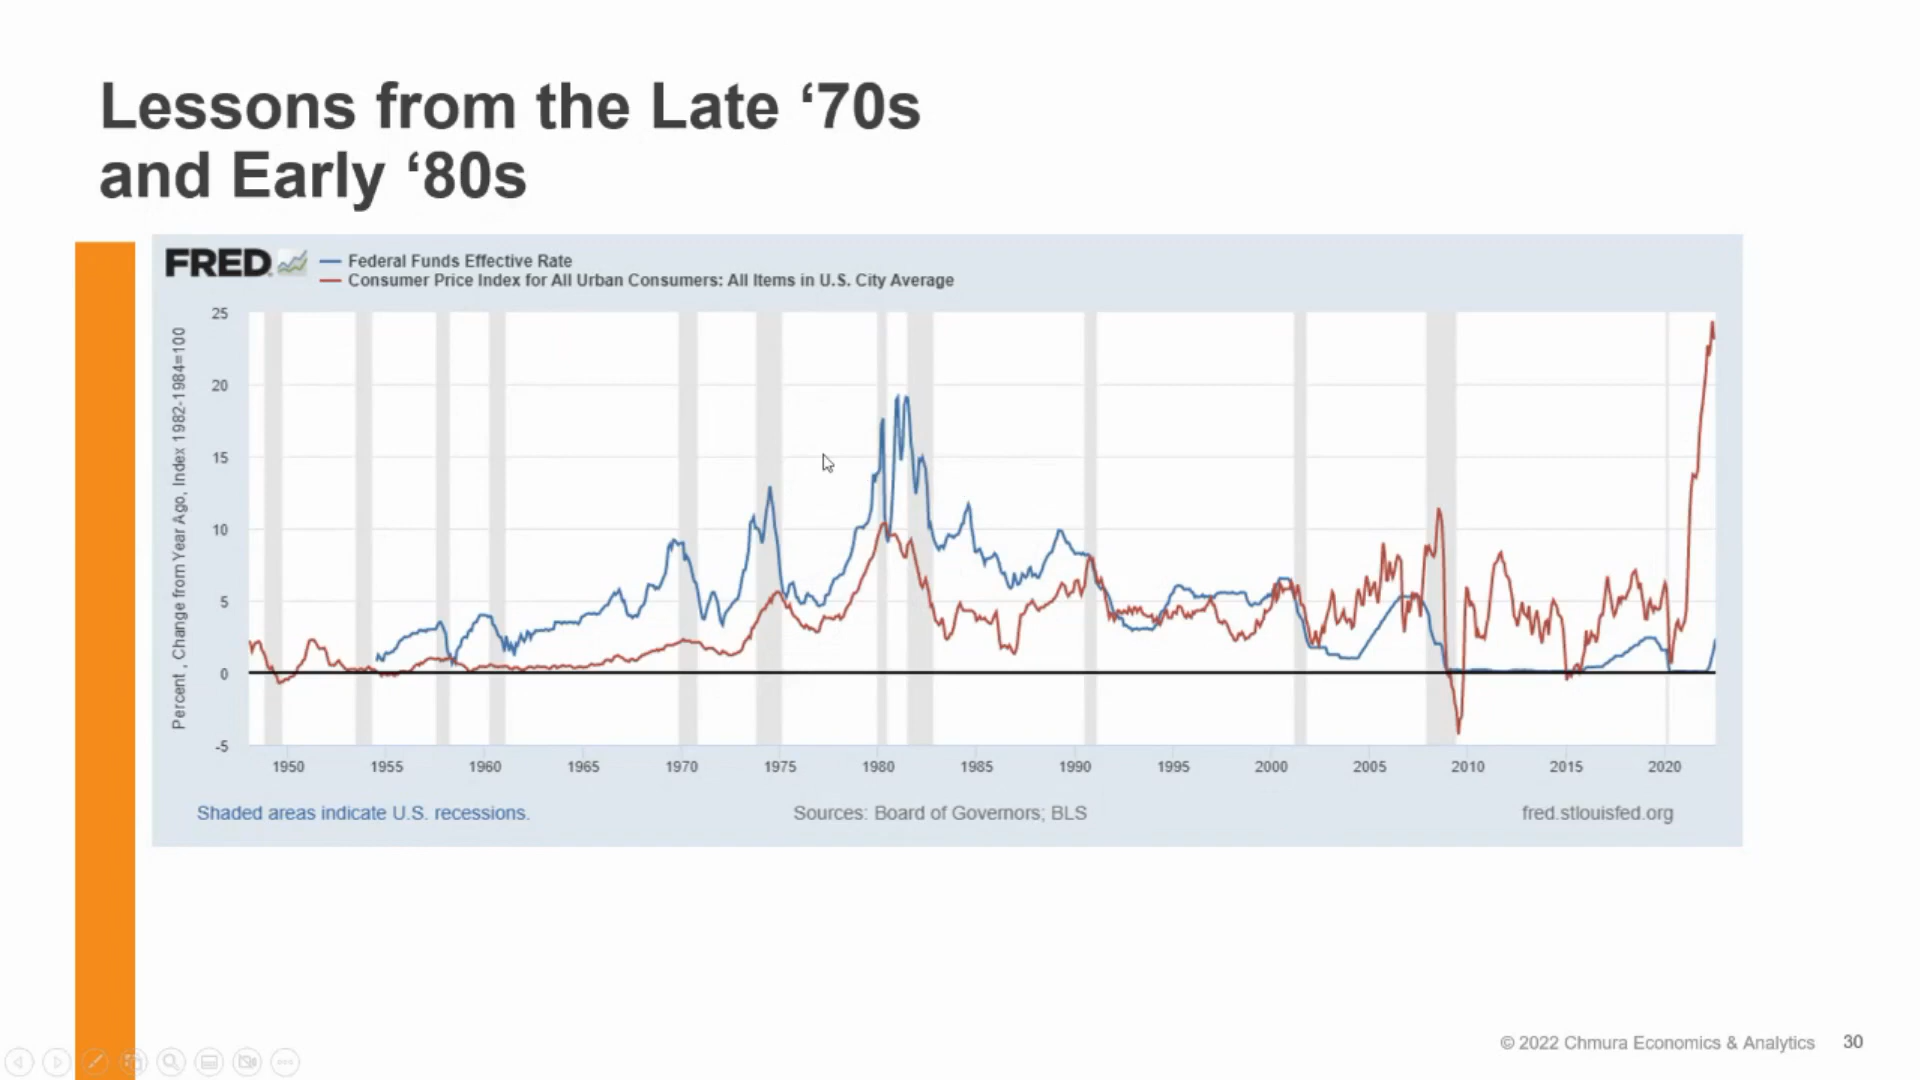 Lessons from the Late ‘70s
and Early ‘80s
FRED
Federal Funds Effective Rate
Consumer Price Index for All Urban Consumers: All Items in U.S. City Average
Percent , Change from Year Ago, Index 1982-1984=100
25
20
15
10
5
0
-5
1950 1955 1960 1965 1970 1975 1980 1985 1990 1995 2000 2005 2010 2015 2020
Shaded areas indicate U.S. recessions. Sources: Board of Governors; BLS fred.stlouisfed.org
© 2022 Chmura Economics & Analytics 30